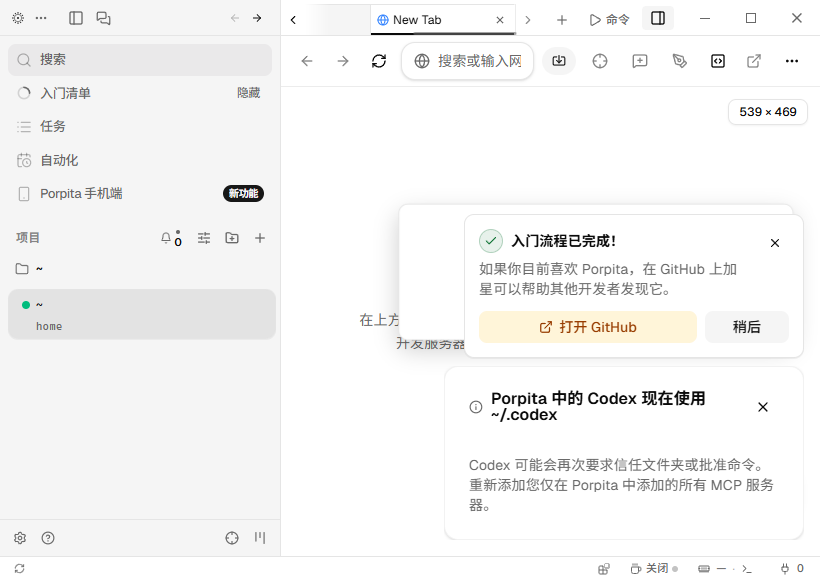 New Tab
命令
搜索
搜索或输入网
入门清单
隐藏
任务
539 × 469
自动化
Porpita 手机端
新功能
项目
0
~
~
home
在上方
开发服务器
入门流程已完成！
如果你目前喜欢 Porpita，在 GitHub 上加
星可以帮助其他开发者发现它。
打开 GitHub
稍后
Porpita 中的 Codex 现在使用
~/.codex
Codex 可能会再次要求信任文件夹或批准命令。
重新添加您仅在 Porpita 中添加的所有 MCP 服务
器。
关闭
0